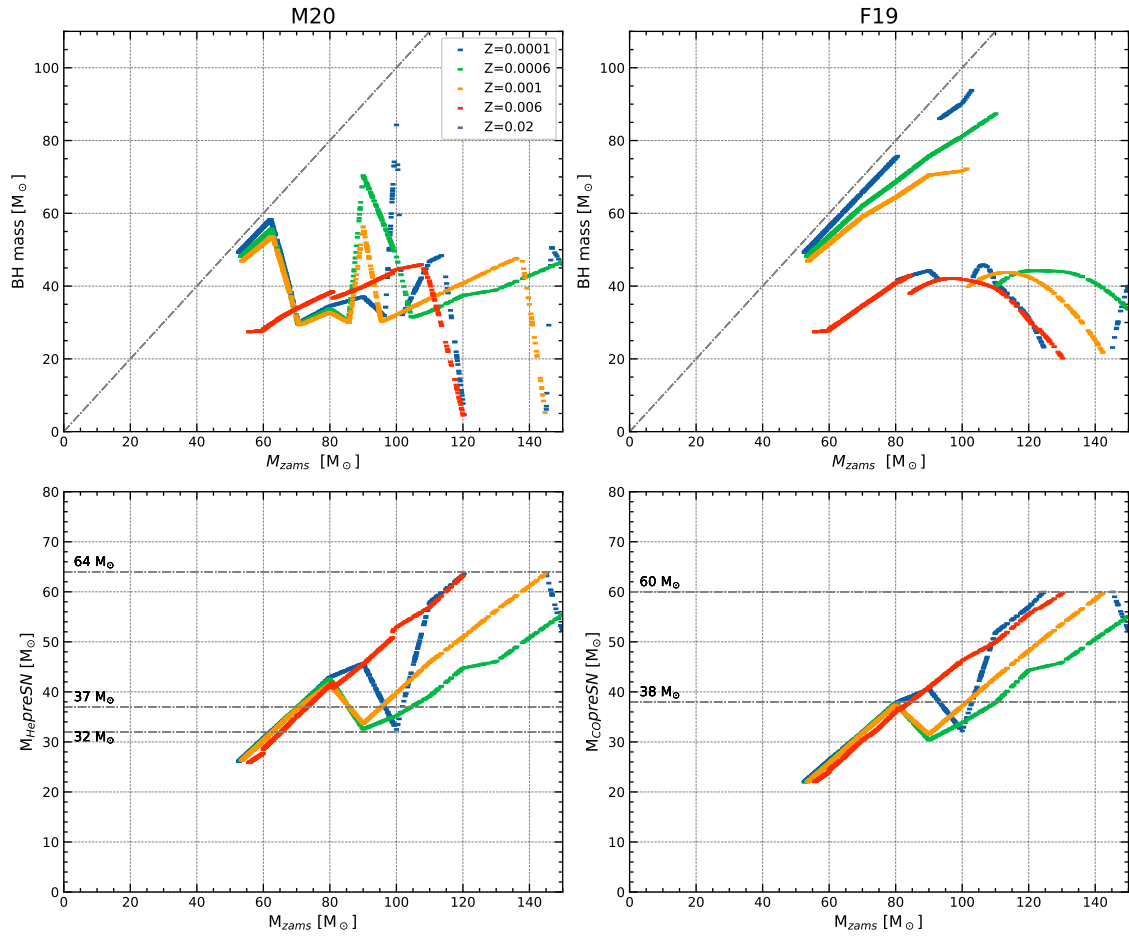 M20
F19
BH mass [M⊙]
100
80
60
40
20
0
Z=0.0001
Z=0.0006
Z=0.001
Z=0.006
Z=0.02
0 20 40 60 80 100 120 140
M_zams [M⊙]
BH mass [M⊙]
100
80
60
40
20
0
0 20 40 60 80 100 120 140
M_zams [M⊙]
M_HepreSN [M⊙]
80
70
60
50
40
30
20
10
0
64 M⊙
37 M⊙
32 M⊙
0 20 40 60 80 100 120 140
M_zams [M⊙]
M_COpreSN [M⊙]
80
70
60
50
40
30
20
10
0
60 M⊙
38 M⊙
0 20 40 60 80 100 120 140
M_zams [M⊙]